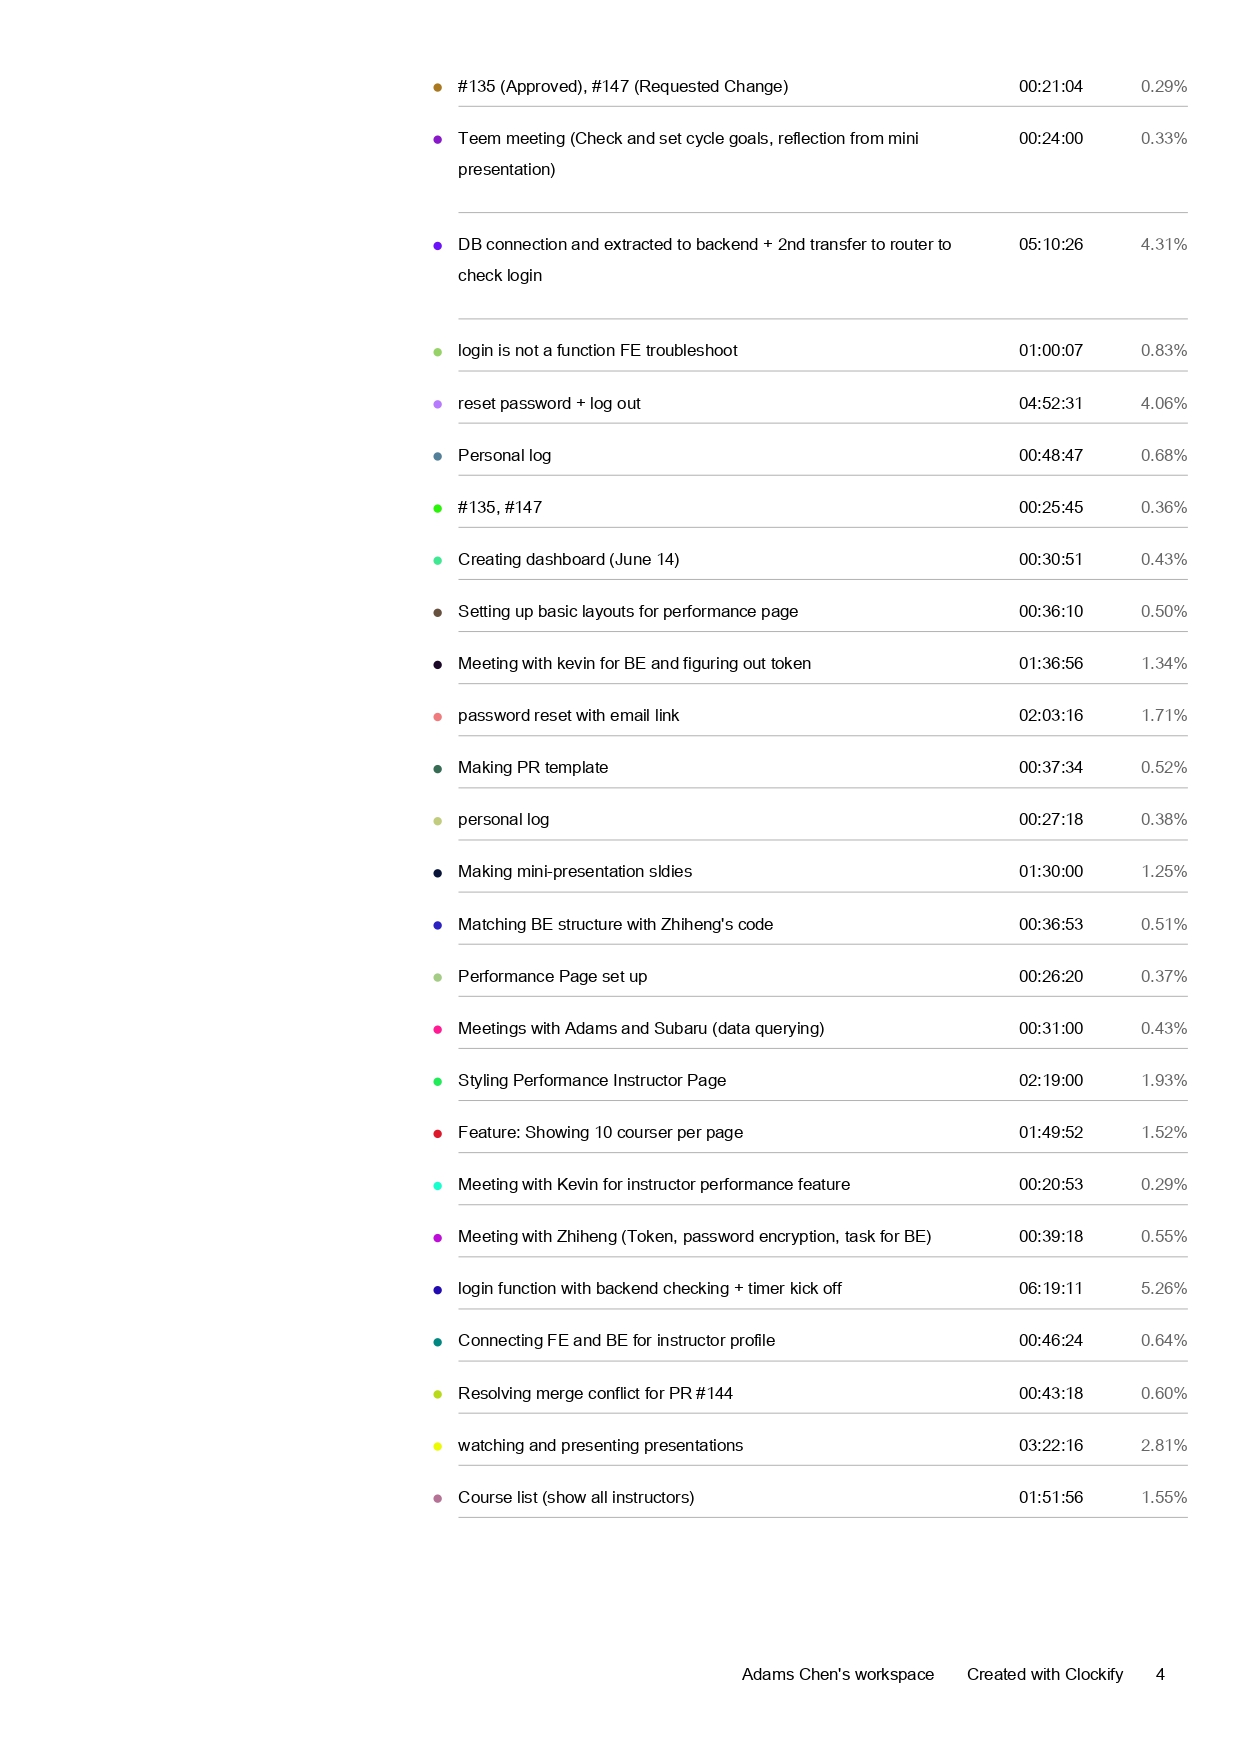 #135 (Approved), #147 (Requested Change) 00:21:04 0.29%
Teem meeting (Check and set cycle goals, reflection from mini 00:24:00 0.33%
presentation)
DB connection and extracted to backend + 2nd transfer to router to 05:10:26 4.31%
check login
login is not a function FE troubleshoot 01:00:07 0.83%
reset password + log out 04:52:31 4.06%
Personal log 00:48:47 0.68%
#135, #147 00:25:45 0.36%
Creating dashboard (June 14) 00:30:51 0.43%
Setting up basic layouts for performance page 00:36:10 0.50%
Meeting with kevin for BE and figuring out token 01:36:56 1.34%
password reset with email link 02:03:16 1.71%
Making PR template 00:37:34 0.52%
personal log 00:27:18 0.38%
Making mini-presentation sldies 01:30:00 1.25%
Matching BE structure with Zhiheng's code 00:36:53 0.51%
Performance Page set up 00:26:20 0.37%
Meetings with Adams and Subaru (data querying) 00:31:00 0.43%
Styling Performance Instructor Page 02:19:00 1.93%
Feature: Showing 10 courser per page 01:49:52 1.52%
Meeting with Kevin for instructor performance feature 00:20:53 0.29%
Meeting with Zhiheng (Token, password encryption, task for BE) 00:39:18 0.55%
login function with backend checking + timer kick off 06:19:11 5.26%
Connecting FE and BE for instructor profile 00:46:24 0.64%
Resolving merge conflict for PR #144 00:43:18 0.60%
watching and presenting presentations 03:22:16 2.81%
Course list (show all instructors) 01:51:56 1.55%
Adams Chen's workspace Created with Clockify 4